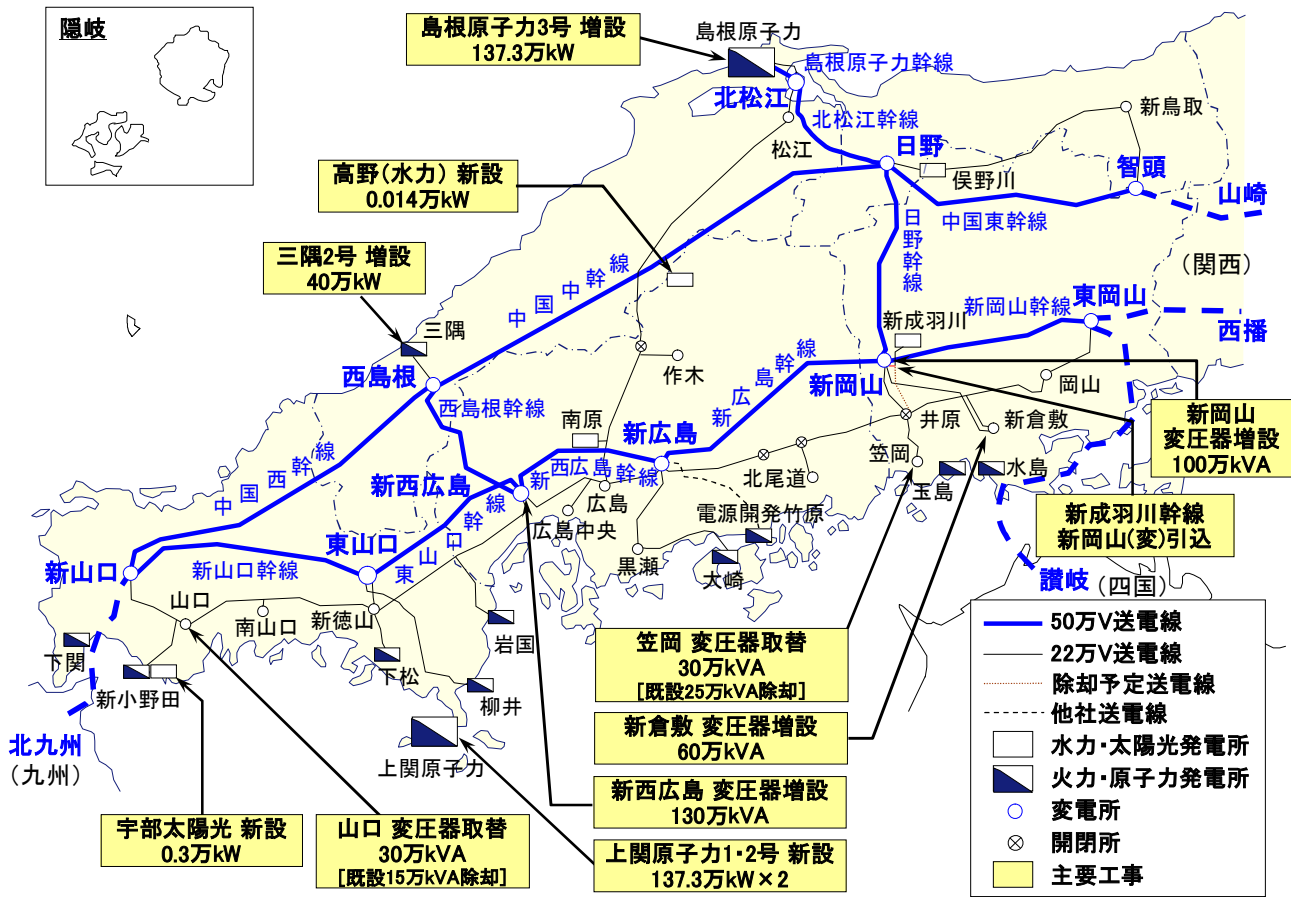 隠岐
島根原子力3号 増設
137.3万kW
島根原子力
島根原子力幹線
北松江
北松江幹線
松江
日野
俣野川
新鳥取
智頭
山崎
中国東幹線
日野幹線
(関西)
高野(水力) 新設
0.014万kW
三隅2号 増設
40万kW
三隅
中国中幹線
西島根
西島根幹線
作木
南原
新広島
新広島幹線
新成羽川
新岡山
新岡山幹線
東岡山
西播
岡山
井原
新倉敷
笠岡
玉島
水島
北尾道
新岡山
変圧器増設
100万kVA
新成羽川幹線
新岡山(変)引込
讃岐
(四国)
中国西幹線
新西広島
新西広島幹線
広島
広島中央
電源開発竹原
黒瀬
大崎
東山口
東山口幹線
新山口
新山口幹線
山口
南山口
新徳山
岩国
下松
柳井
下関
新小野田
上関原子力
北九州
(九州)
笠岡 変圧器取替
30万kVA
[既設25万kVA除却]
新倉敷 変圧器増設
60万kVA
新西広島 変圧器増設
130万kVA
上関原子力1・2号 新設
137.3万kW×2
宇部太陽光 新設
0.3万kW
山口 変圧器取替
30万kVA
[既設15万kVA除却]
50万V送電線
22万V送電線
除却予定送電線
他社送電線
水力・太陽光発電所
火力・原子力発電所
変電所
開閉所
主要工事